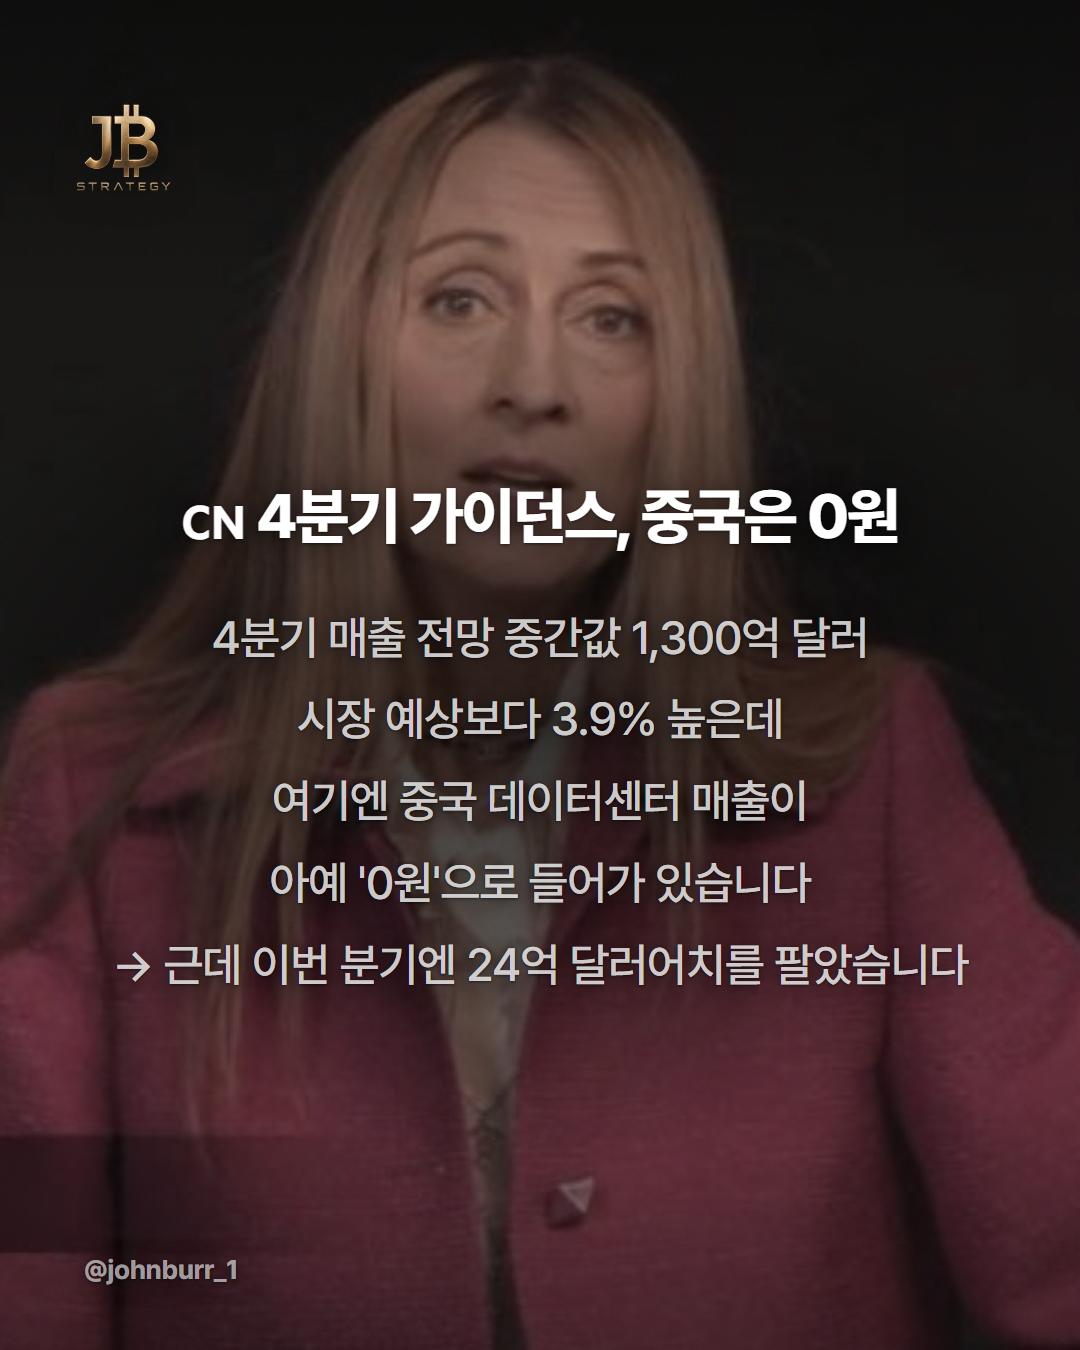 JB
STRATEGY
CN 4분기 가이던스, 중국은 0원
4분기 매출 전망 중간값 1,300억 달러
시장 예상보다 3.9% 높은데
여기엔 중국 데이터센터 매출이
아예 '0원'으로 들어가 있습니다
→ 근데 이번 분기엔 24억 달러어치를 팔았습니다
@johnburr_1